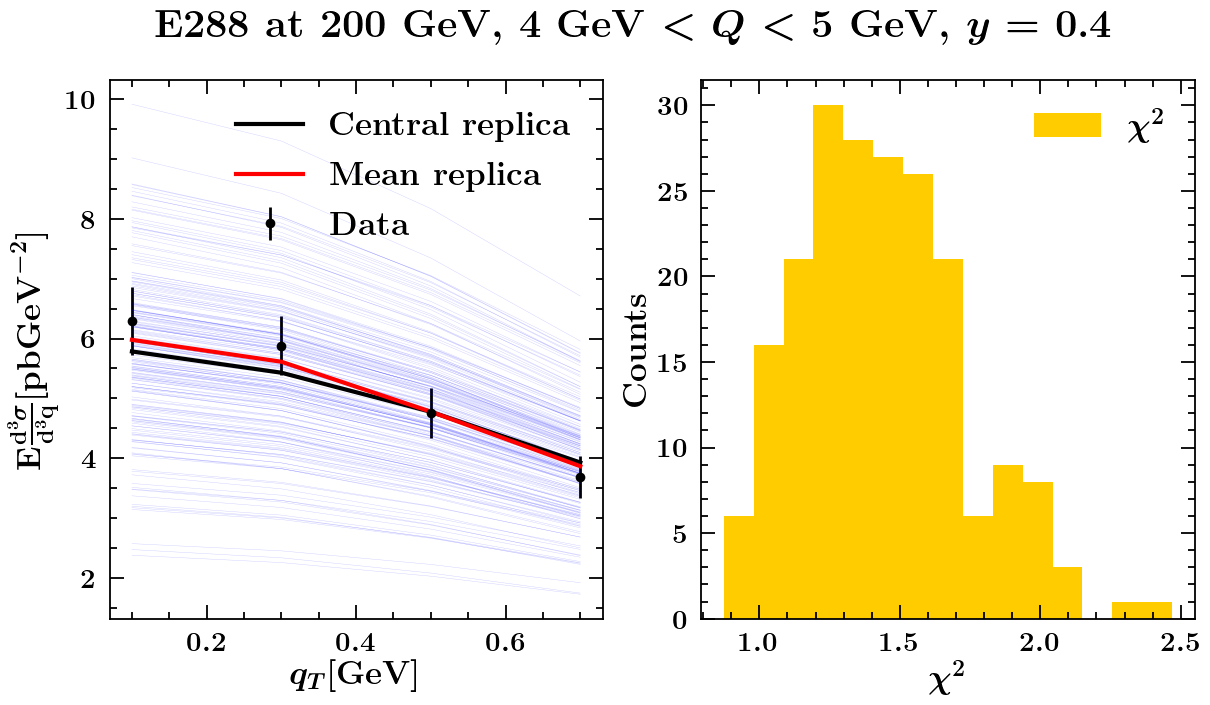 E288 at 200 GeV, 4 GeV < Q < 5 GeV, y = 0.4
E d³σ/d³q [pbGeV⁻²]
10
8
6
4
2
Central replica
Mean replica
Data
0.2 0.4 0.6
q_T[GeV]
Counts
30
25
20
15
10
5
0
χ²
1.0 1.5 2.0 2.5
χ²